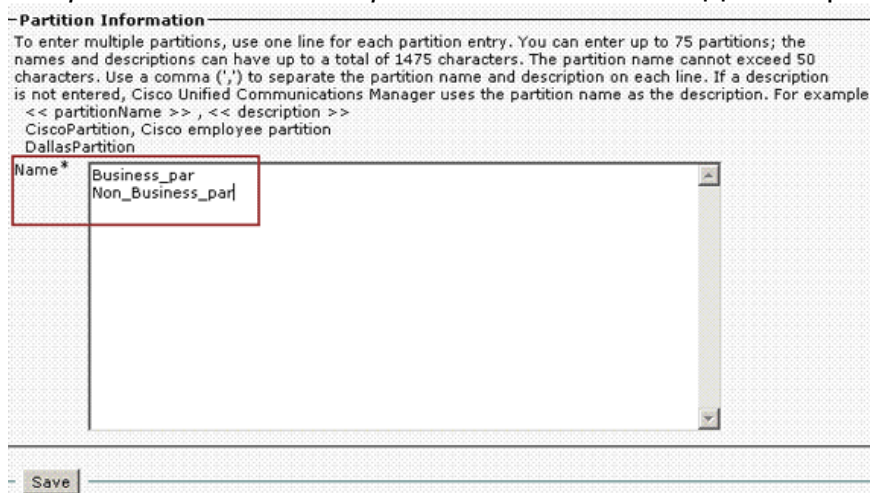 Partition Information
To enter multiple partitions, use one line for each partition entry. You can enter up to 75 partitions; the
names and descriptions can have up to a total of 1475 characters. The partition name cannot exceed 50
characters. Use a comma (',') to separate the partition name and description on each line. If a description
is not entered, Cisco Unified Communications Manager uses the partition name as the description. For example
<< partitionName >> , << description >>
CiscoPartition, Cisco employee partition
DallasPartition
Name*
Business_par
Non_Business_par
Save